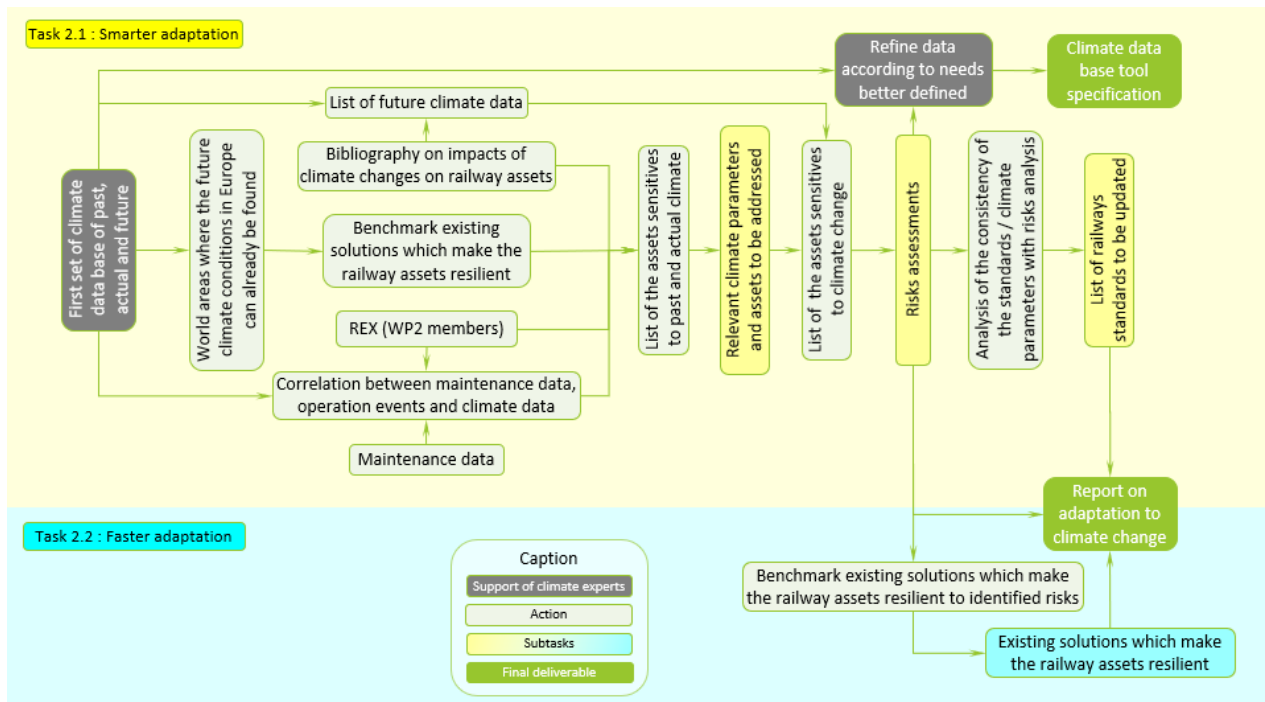 Task 2.1 : Smarter adaptation
Refine data
according to needs
better defined
Climate data
base tool
specification
List of future climate data
Bibliography on impacts of
climate changes on railway assets
First set of climate
data base of past,
actual and future
World areas where the future
climate conditions in Europe
can already be found
Benchmark existing
solutions which make the
railway assets resilient
REX (WP2 members)
Correlation between maintenance data,
operation events and climate data
Maintenance data
List of the assets sensitives
to past and actual climate
Relevant climate parameters
and assets to be addressed
List of  the assets sensitives
to climate change
Risks assessments
Analysis of the consistency of
the standards / climate
parameters with risks analysis
List of railways
standards to be updated
Report on
adaptation to
climate change
Task 2.2 : Faster adaptation
Caption
Support of climate experts
Action
Subtasks
Final deliverable
Benchmark existing solutions which make
the railway assets resilient to identified risks
Existing solutions which make
the railway assets resilient